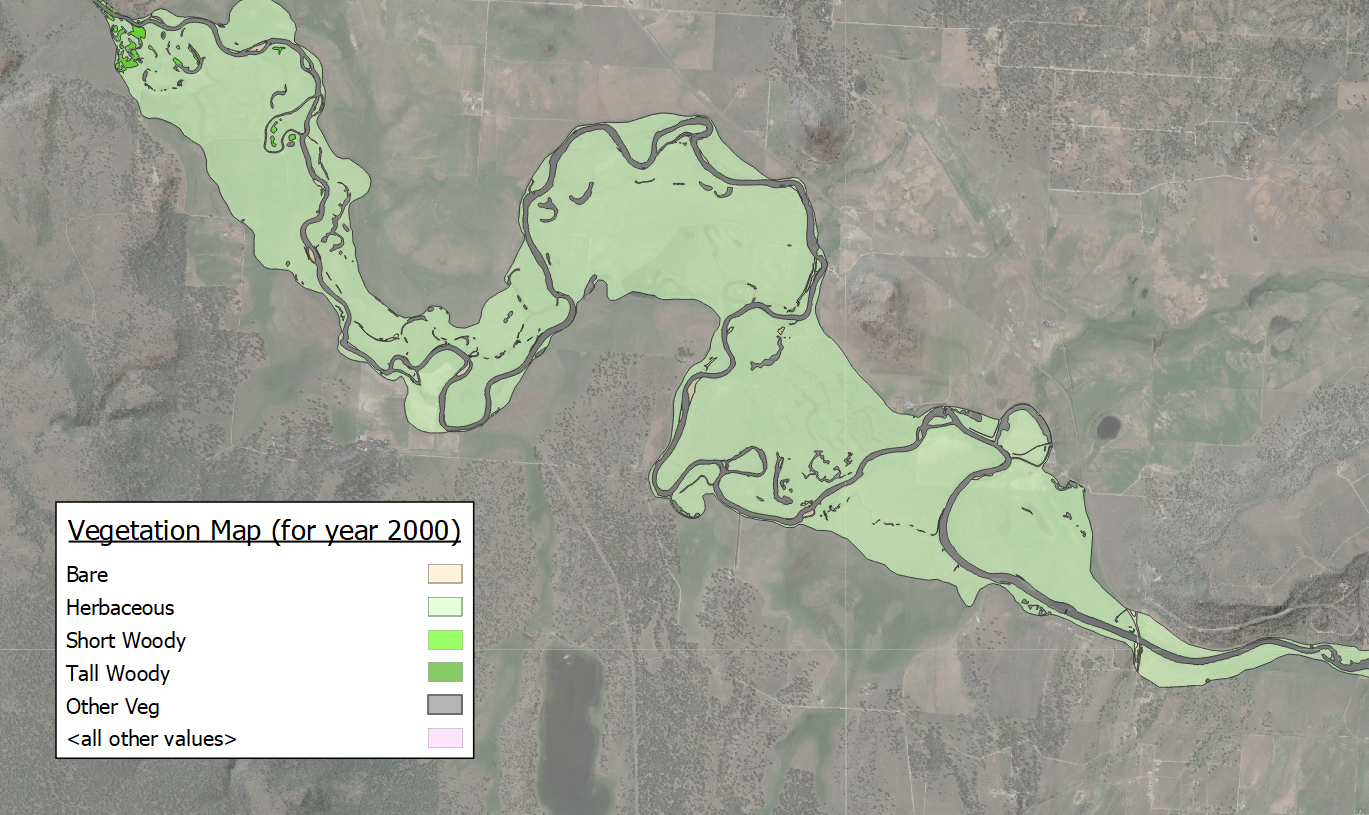 Vegetation Map (for year 2000)
Bare
Herbaceous
Short Woody
Tall Woody
Other Veg
<all other values>